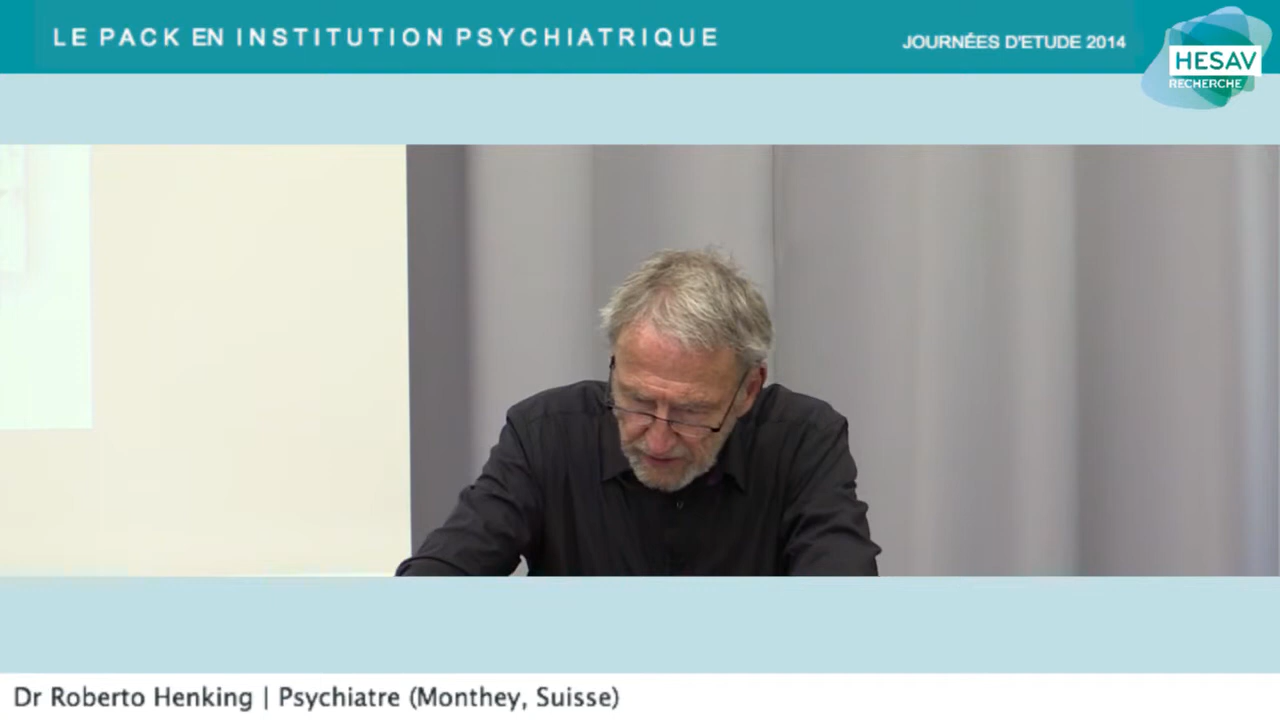 LE PACK EN INSTITUTION PSYCHIATRIQUE
JOURNÉES D'ETUDE 2014
HESAV
RECHERCHE
Dr Roberto Henking | Psychiatre (Monthey, Suisse)